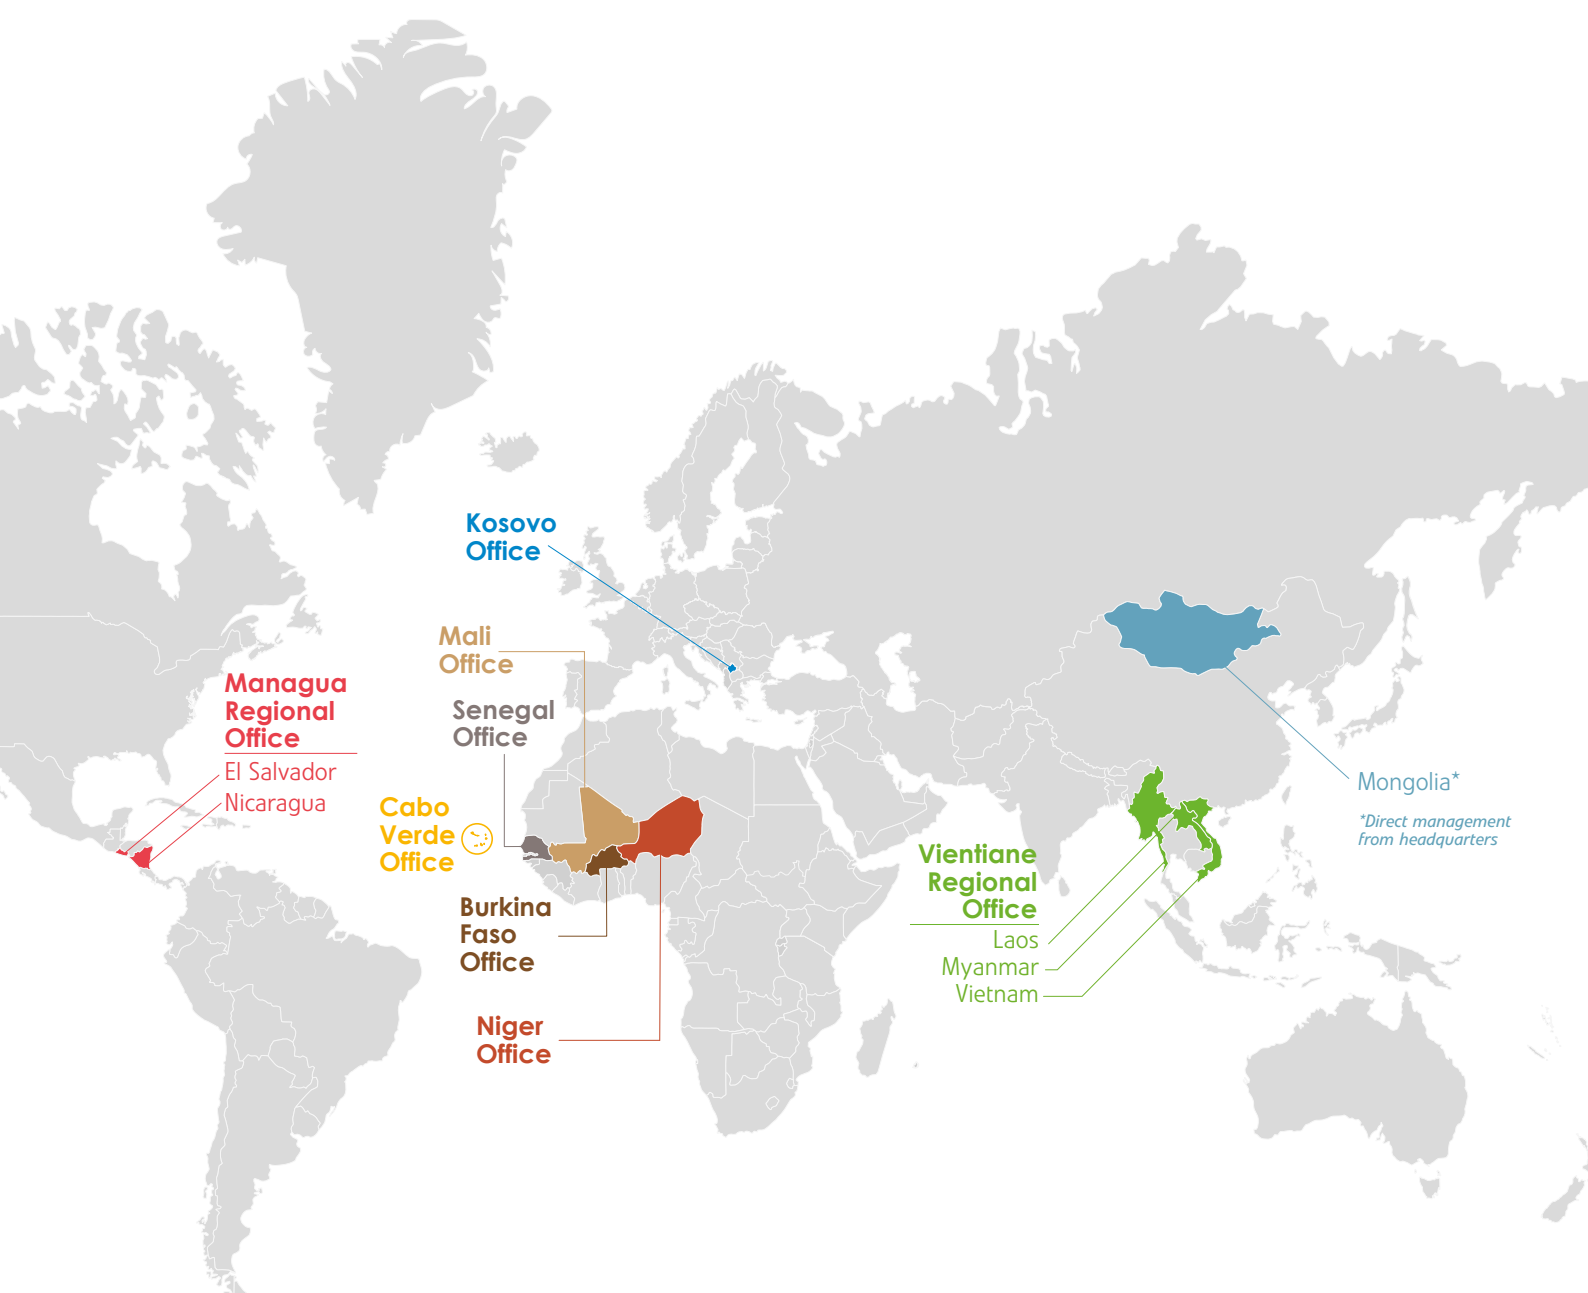 Kosovo
Office
Mali
Office
Managua
Regional
Office
El Salvador
Nicaragua
Senegal
Office
Cabo
Verde
Office
Burkina
Faso
Office
Niger
Office
Vientiane
Regional
Office
Laos
Myanmar
Vietnam
Mongolia*
*Direct management
from headquarters